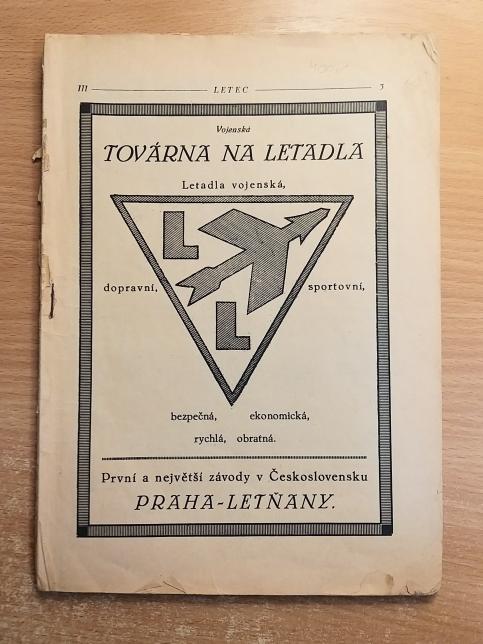 III LETEC 3
Vojenská
TOVÁRNA NA LETADLA
Letadla vojenská,
L
dopravní, sportovní,
L
bezpečná, ekonomická,
rychlá, obratná.
První a největší závody v Československu
PRAHA-LETŇANY.